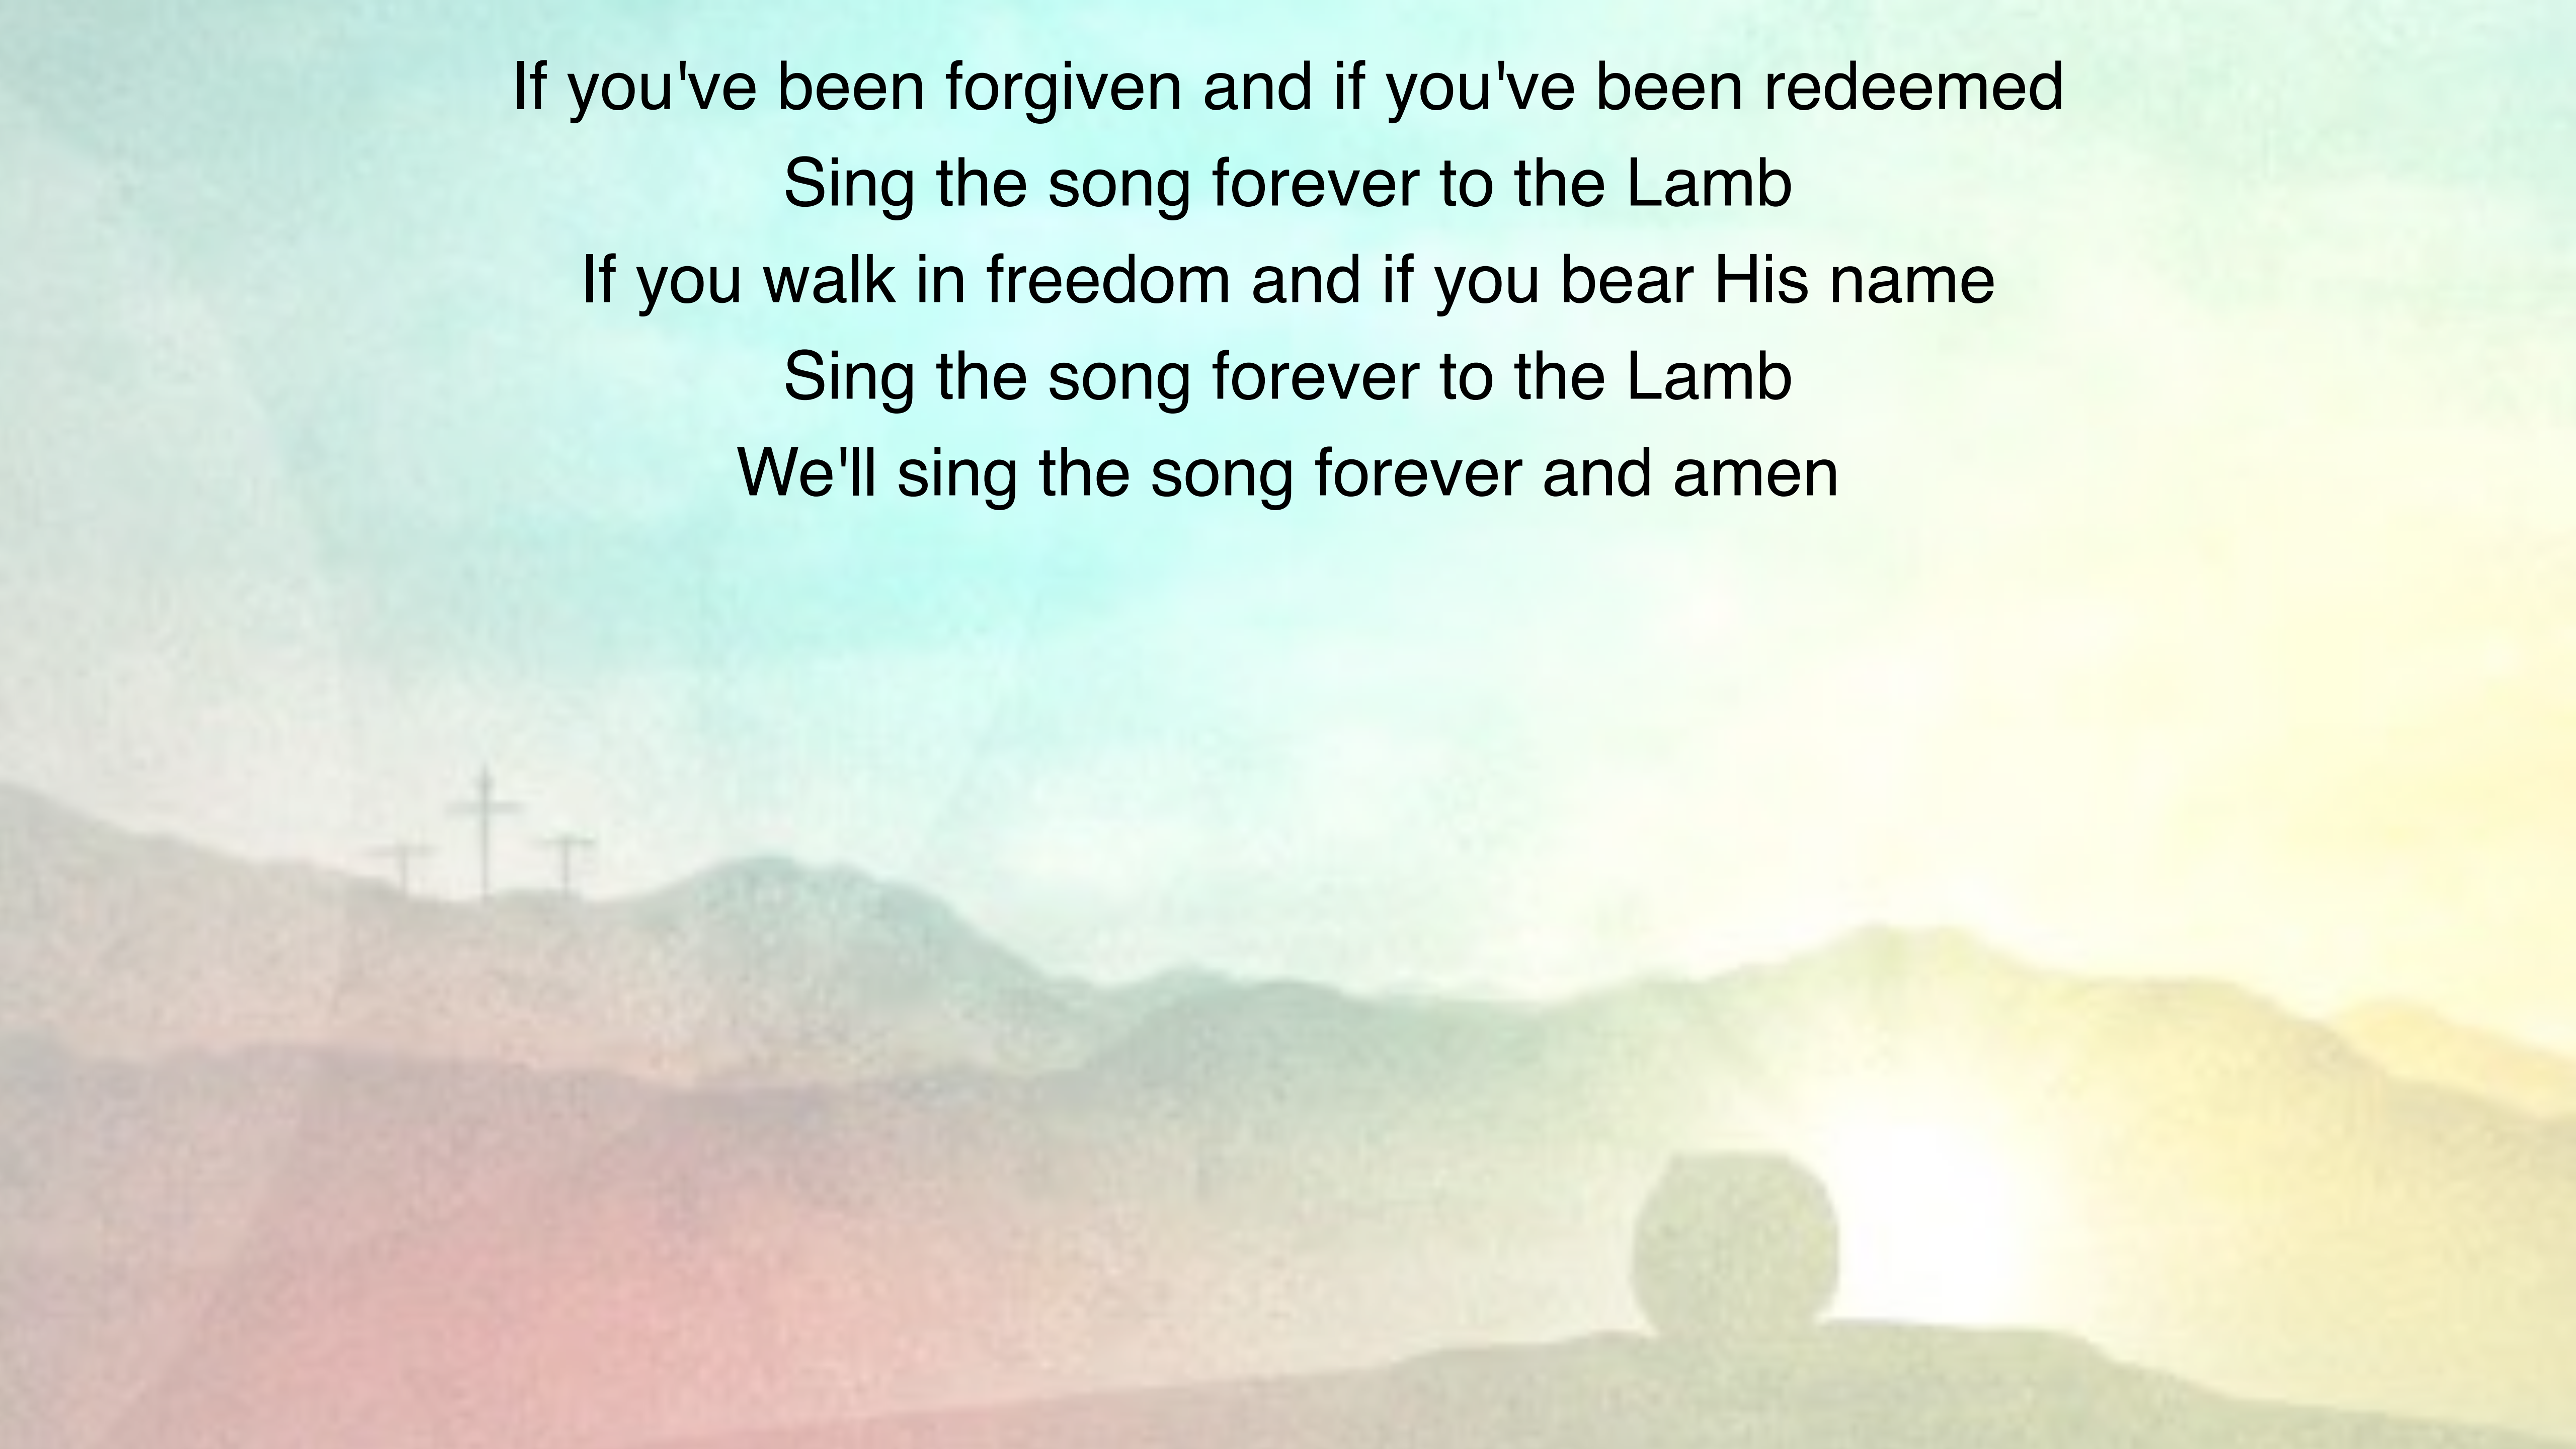 If you've been forgiven and if you've been redeemed
Sing the song forever to the Lamb
If you walk in freedom and if you bear His name
Sing the song forever to the Lamb
We'll sing the song forever and amen